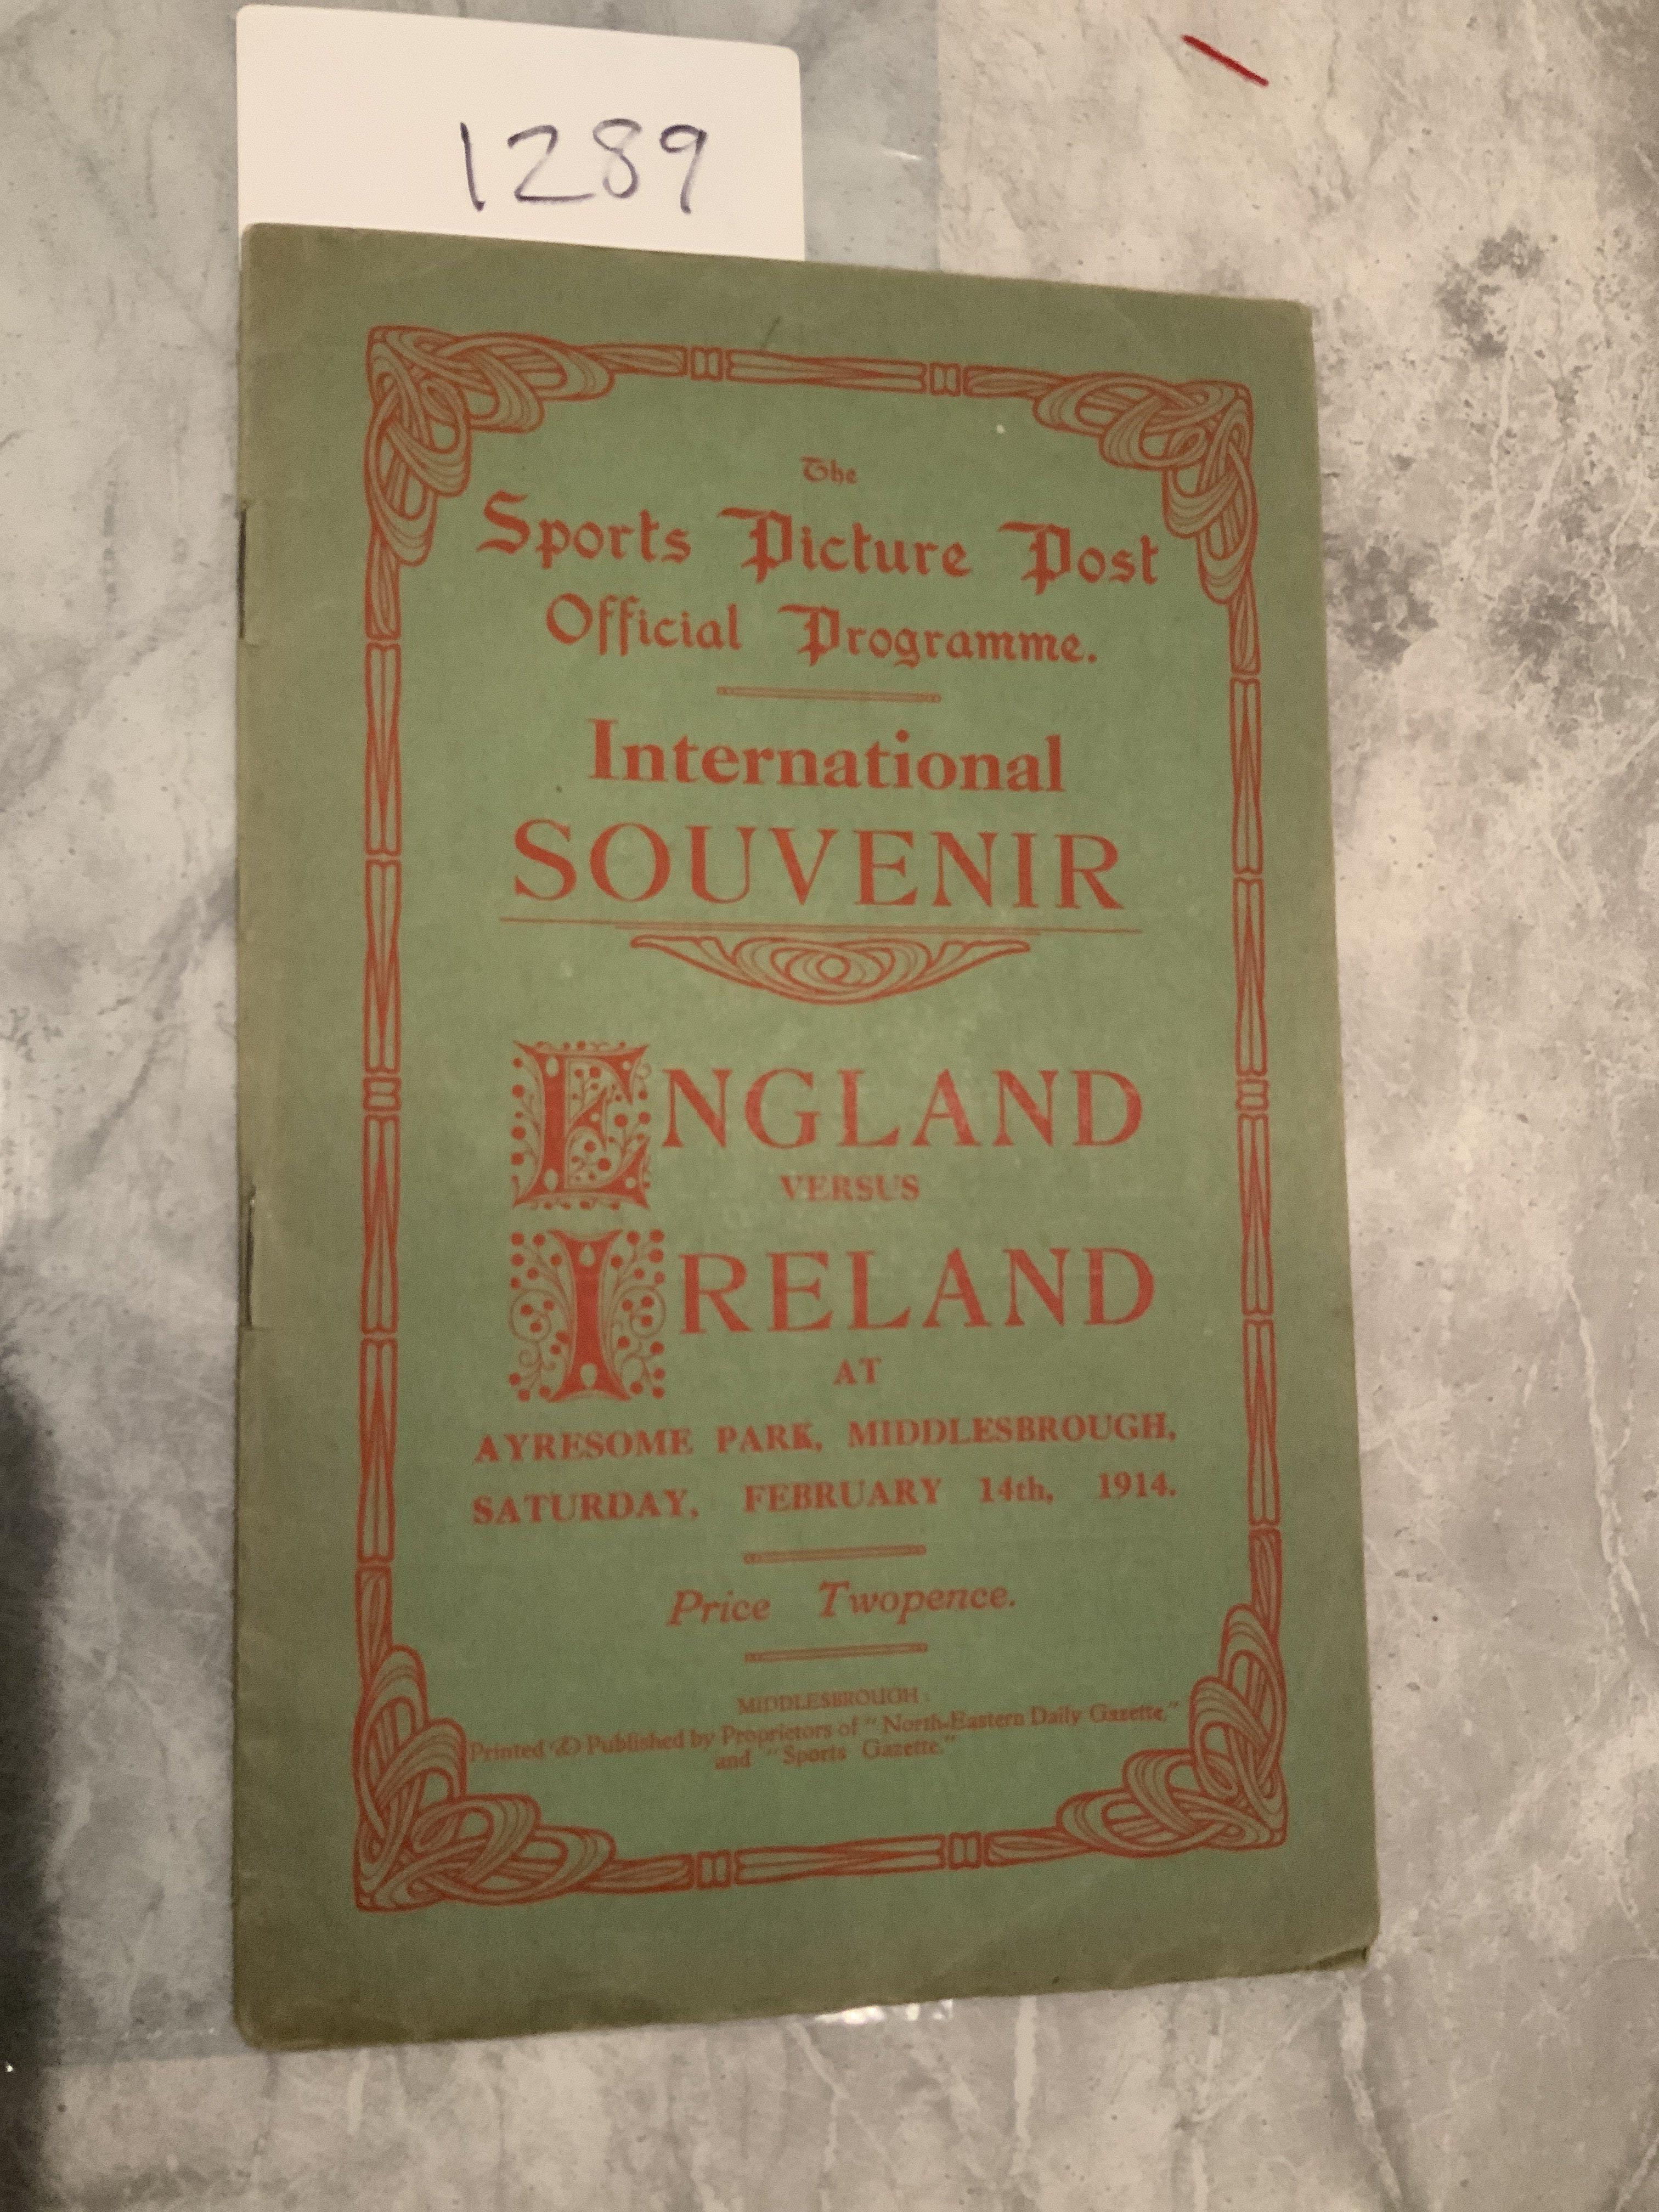 1289
The
Sports Picture Post
Official Programme.
International
SOUVENIR
ENGLAND
VERSUS
IRELAND
AT
AYRESOME PARK, MIDDLESBROUGH,
SATURDAY, FEBRUARY 14th, 1914.
Price Twopence.
MIDDLESBROUGH:
Printed & Published by Proprietors of "North-Eastern Daily Gazette,"
and "Sports Gazette."